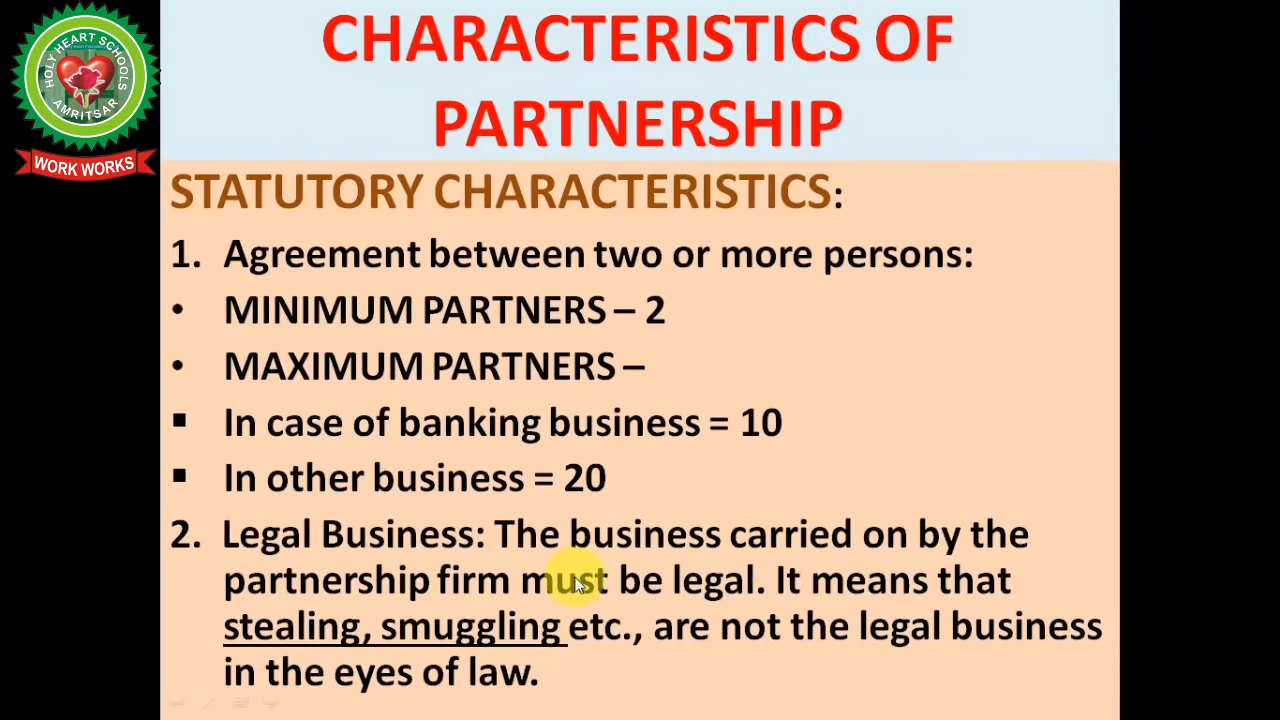 HOLY HEART SCHOOLS
AMRITSAR
WORK WORKS
CHARACTERISTICS OF
PARTNERSHIP
STATUTORY CHARACTERISTICS:
1. Agreement between two or more persons:
• MINIMUM PARTNERS – 2
• MAXIMUM PARTNERS –
▪ In case of banking business = 10
▪ In other business = 20
2. Legal Business: The business carried on by the
partnership firm must be legal. It means that
stealing, smuggling etc., are not the legal business
in the eyes of law.